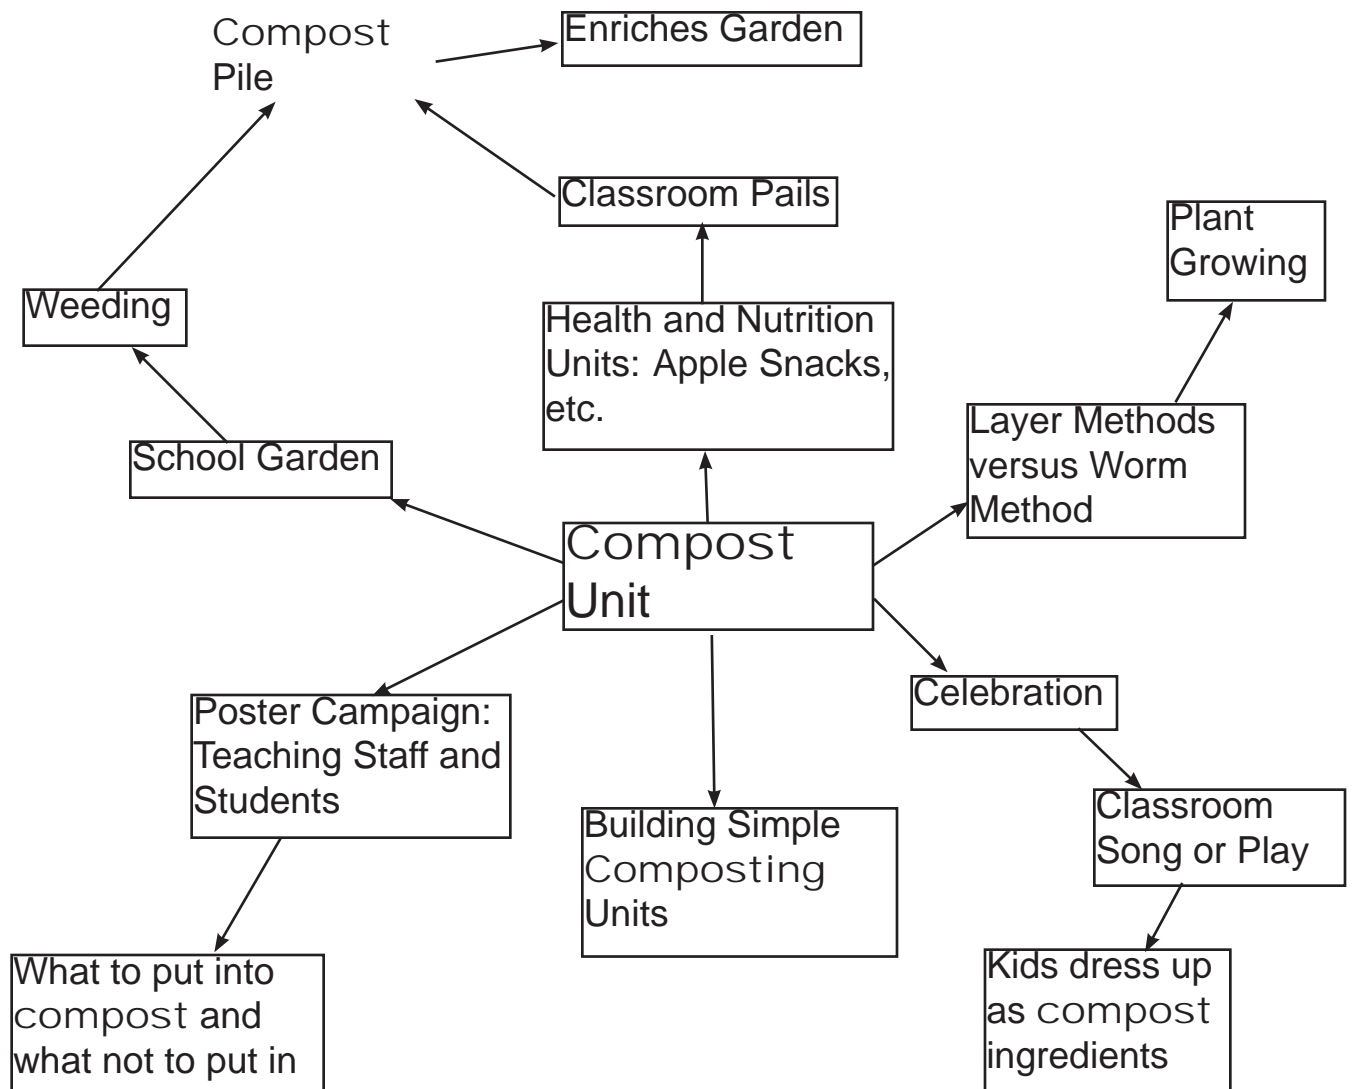 Compost
Pile
Enriches Garden
Classroom Pails
Plant
Growing
Weeding
Health and Nutrition
Units: Apple Snacks,
etc.
Layer Methods
versus Worm
Method
School Garden
Compost
Unit
Celebration
Poster Campaign:
Teaching Staff and
Students
Building Simple
Composting
Units
Classroom
Song or Play
What to put into
compost and
what not to put in
Kids dress up
as compost
ingredients